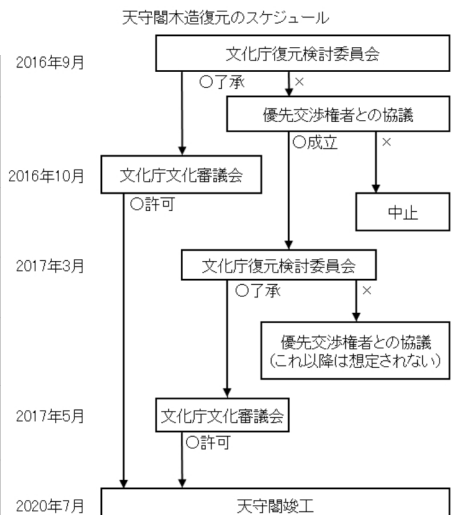 天守閣木造復元のスケジュール
2016年9月
文化庁復元検討委員会
○了承
×
優先交渉権者との協議
○成立
×
2016年10月
文化庁文化審議会
○許可
中止
2017年3月
文化庁復元検討委員会
○了承
×
優先交渉権者との協議
(これ以降は想定されない)
2017年5月
文化庁文化審議会
○許可
2020年7月
天守閣竣工